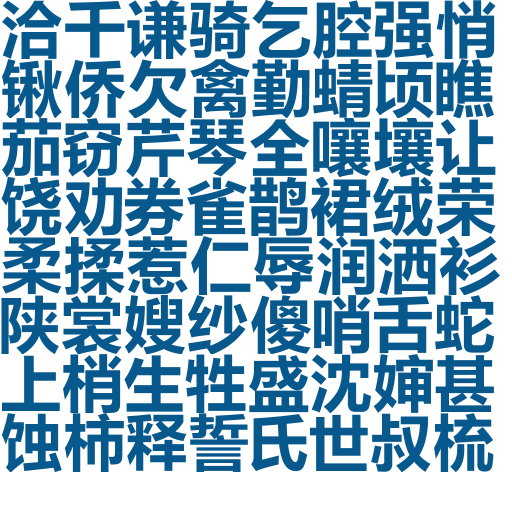 洽千谦骑乞腔强悄
锹侨欠禽勤蜻顷瞧
茄窃芹琴全嚷壤让
饶劝券雀鹊裙绒荣
柔揉惹仁辱润洒衫
陕裳嫂纱傻哨舌蛇
上梢生牲盛沈婶甚
蚀柿释誓氏世叔梳